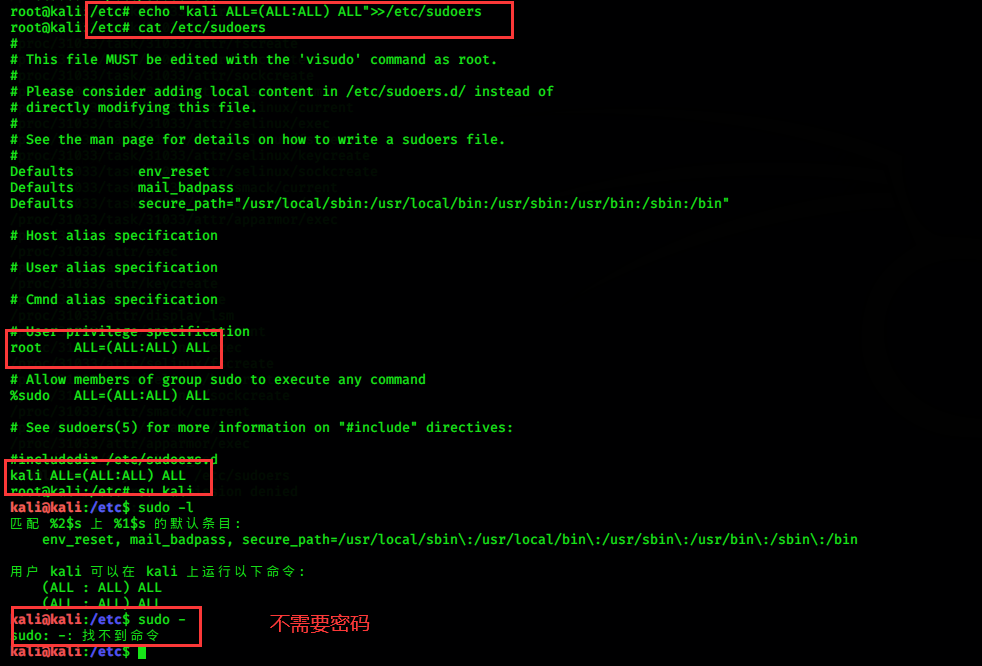 root@kali:/etc# echo "kali ALL=(ALL:ALL) ALL">>/etc/sudoers
root@kali:/etc# cat /etc/sudoers
#
# This file MUST be edited with the 'visudo' command as root.
#
# Please consider adding local content in /etc/sudoers.d/ instead of
# directly modifying this file.
#
# See the man page for details on how to write a sudoers file.
#
Defaults        env_reset
Defaults        mail_badpass
Defaults        secure_path="/usr/local/sbin:/usr/local/bin:/usr/sbin:/usr/bin:/sbin:/bin"
# Host alias specification
# User alias specification
# Cmnd alias specification
# User privilege specification
root    ALL=(ALL:ALL) ALL
# Allow members of group sudo to execute any command
%sudo   ALL=(ALL:ALL) ALL
# See sudoers(5) for more information on "#include" directives:
#includedir /etc/sudoers.d
kali ALL=(ALL:ALL) ALL
root@kali:/etc# su kali
kali@kali:/etc$ sudo -l
匹配 %2$s 上 %1$s 的默认条目:
    env_reset, mail_badpass, secure_path=/usr/local/sbin\:/usr/local/bin\:/usr/sbin\:/usr/bin\:/sbin\:/bin
用户 kali 可以在 kali 上运行以下命令:
    (ALL : ALL) ALL
    (ALL : ALL) ALL
kali@kali:/etc$ sudo -
不需要密码
sudo: -: 找不到命令
kali@kali:/etc$